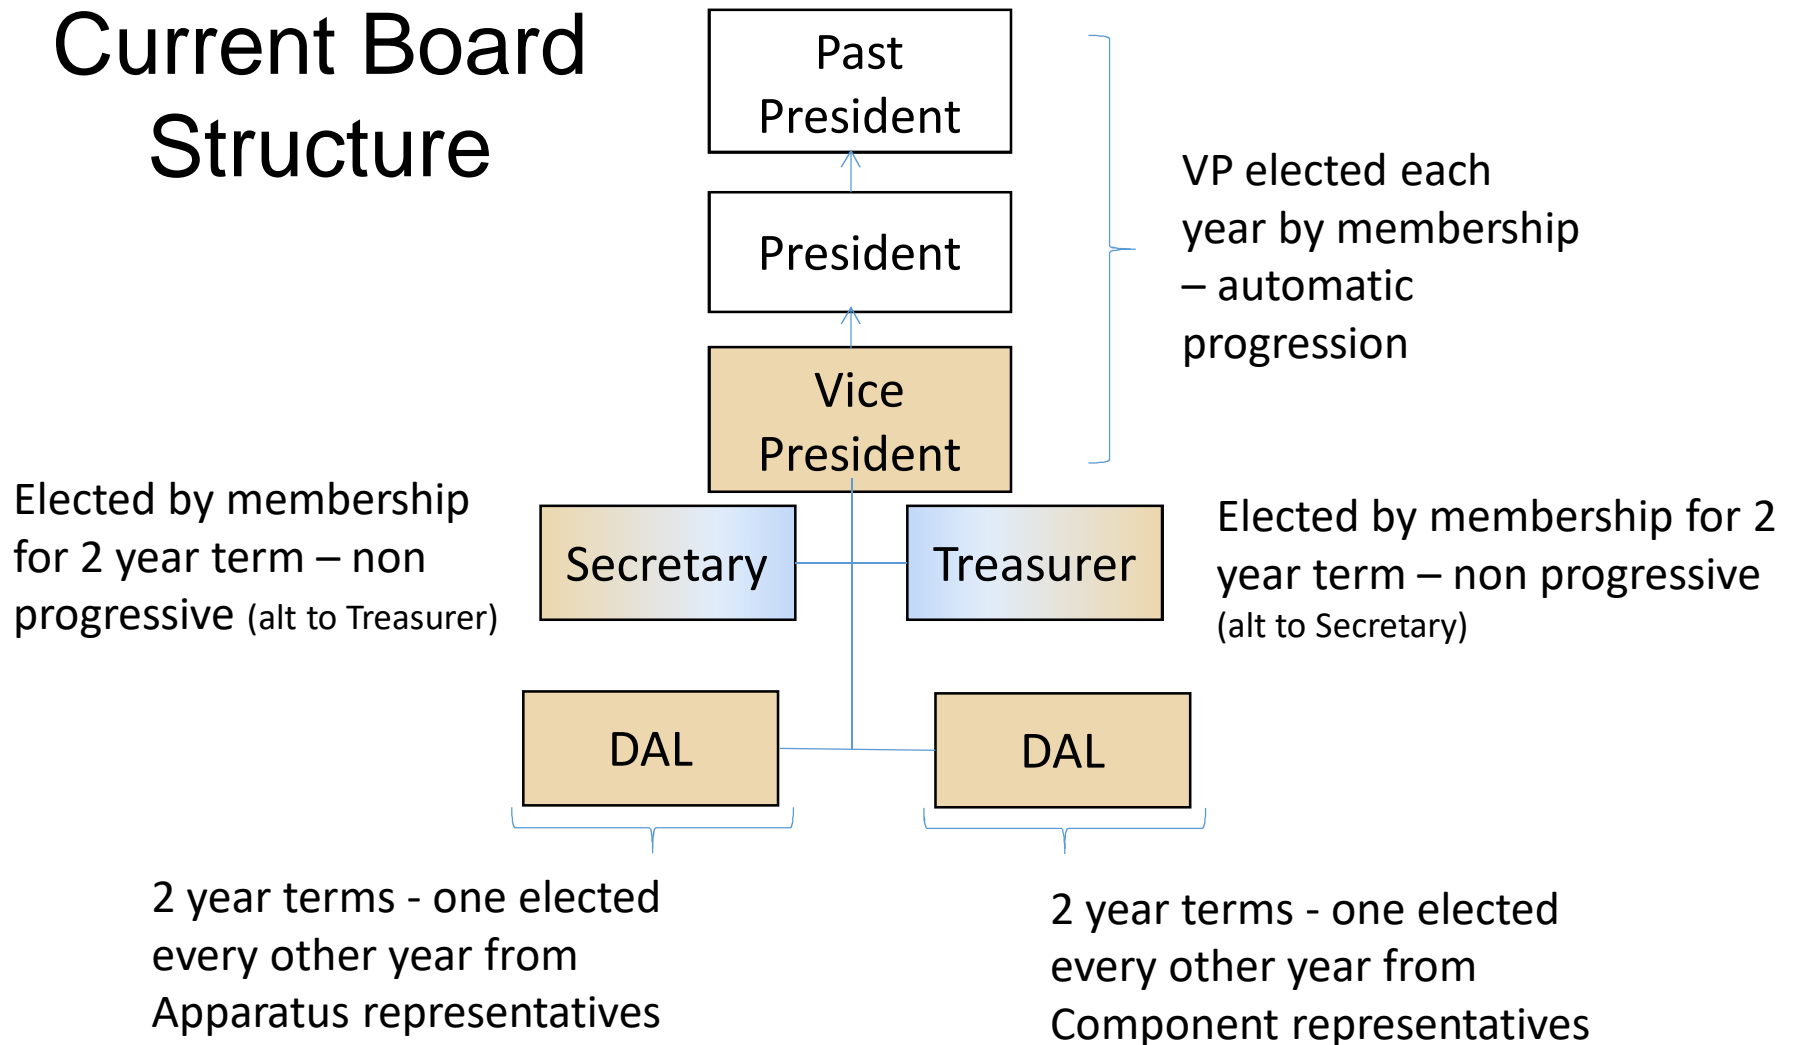 Current Board
Structure
Past
President
President
VP elected each
year by membership
– automatic
progression
Vice
President
Elected by membership
for 2 year term – non
progressive (alt to Treasurer)
Secretary
Treasurer
Elected by membership for 2
year term – non progressive
(alt to Secretary)
DAL
DAL
2 year terms - one elected
every other year from
Apparatus representatives
2 year terms - one elected
every other year from
Component representatives